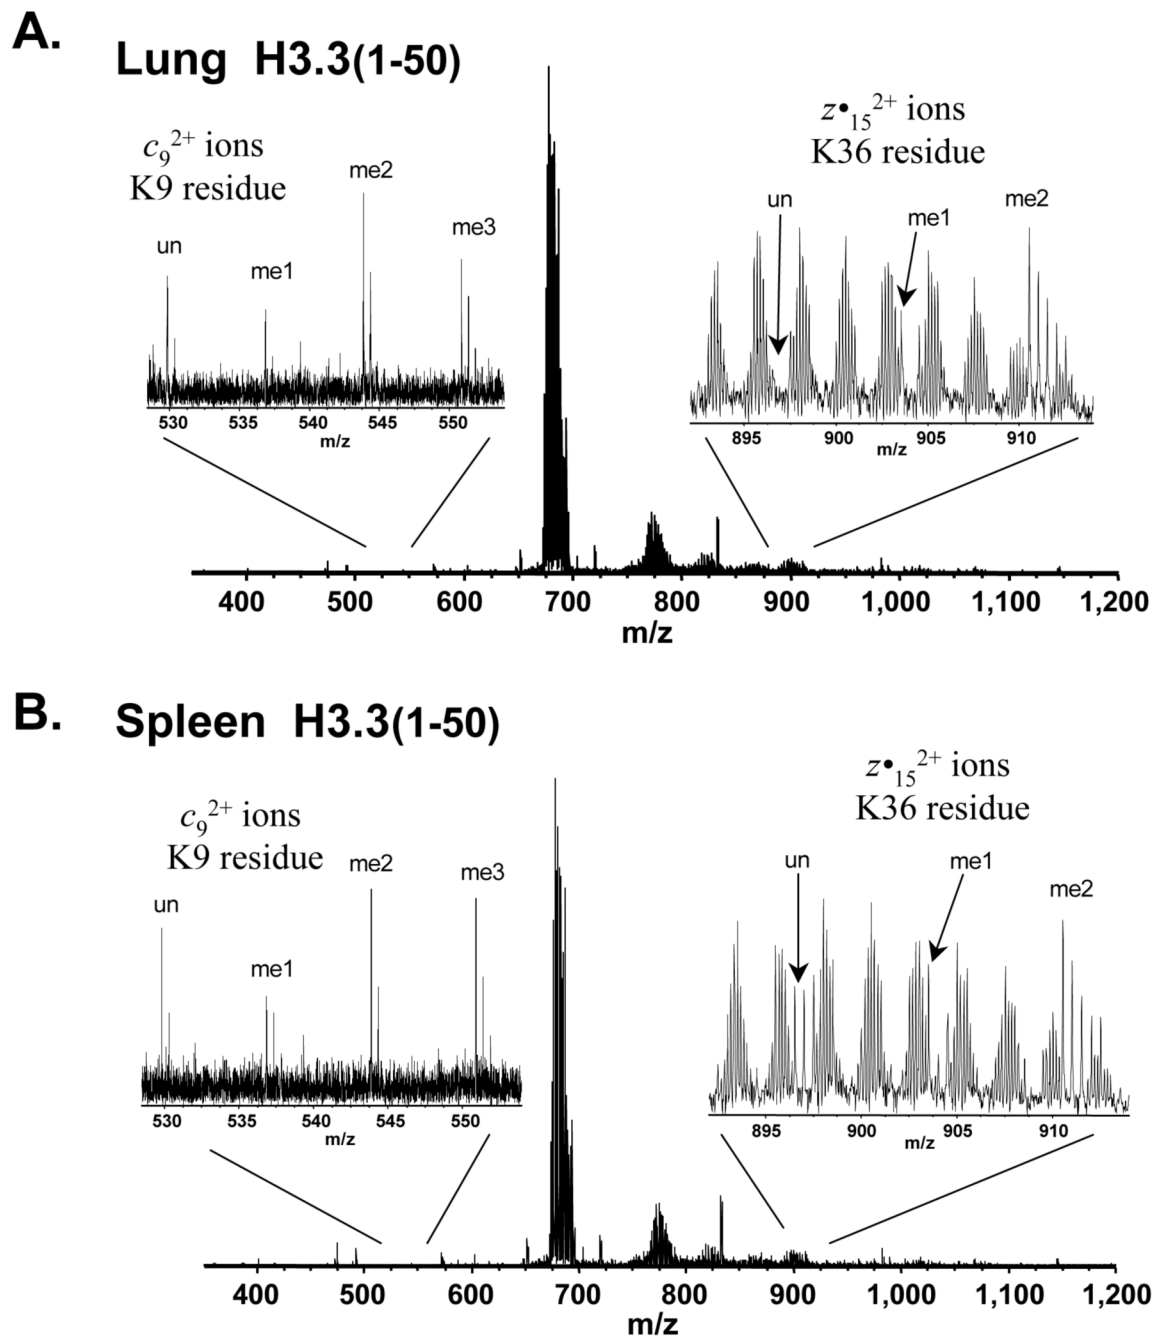 A.
Lung H3.3(1-50)
c92+ ions
K9 residue
un
me1
me2
me3
530 535 540 545 550
m/z
z•152+ ions
K36 residue
un
me1
me2
895 900 905 910
m/z
400 500 600 700 800 900 1,000 1,100 1,200
m/z
B.
Spleen H3.3(1-50)
c92+ ions
K9 residue
un
me1
me2
me3
530 535 540 545 550
m/z
z•152+ ions
K36 residue
un
me1
me2
895 900 905 910
m/z
400 500 600 700 800 900 1,000 1,100 1,200
m/z